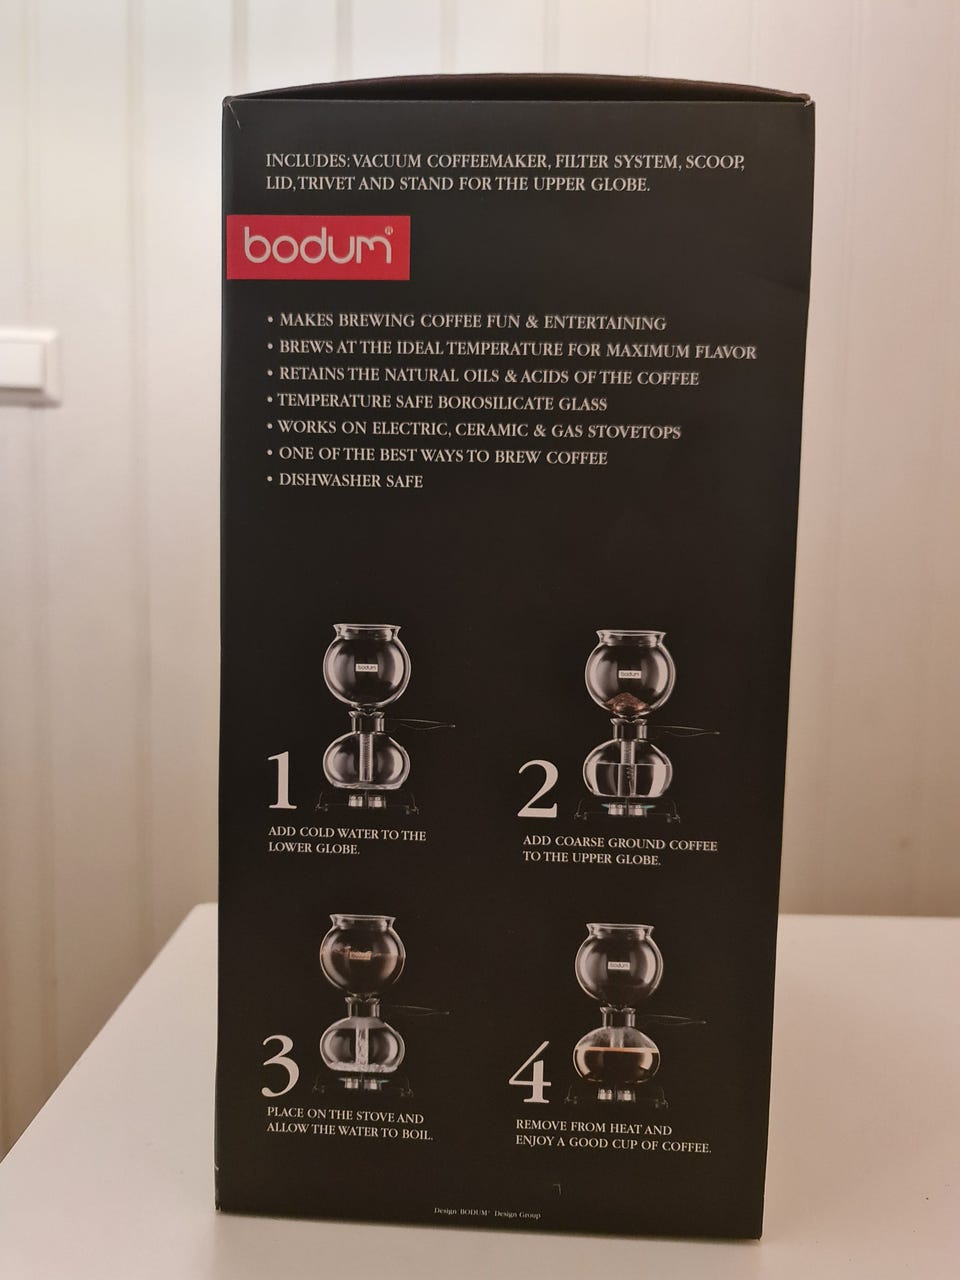 INCLUDES: VACUUM COFFEEMAKER, FILTER SYSTEM, SCOOP,
LID, TRIVET AND STAND FOR THE UPPER GLOBE.
bodum®
• MAKES BREWING COFFEE FUN & ENTERTAINING
• BREWS AT THE IDEAL TEMPERATURE FOR MAXIMUM FLAVOR
• RETAINS THE NATURAL OILS & ACIDS OF THE COFFEE
• TEMPERATURE SAFE BOROSILICATE GLASS
• WORKS ON ELECTRIC, CERAMIC & GAS STOVETOPS
• ONE OF THE BEST WAYS TO BREW COFFEE
• DISHWASHER SAFE
bodum
1
ADD COLD WATER TO THE
LOWER GLOBE.
bodum
2
ADD COARSE GROUND COFFEE
TO THE UPPER GLOBE.
3
PLACE ON THE STOVE AND
ALLOW THE WATER TO BOIL.
bodum
4
REMOVE FROM HEAT AND
ENJOY A GOOD CUP OF COFFEE.
Design BODUM® Design Group